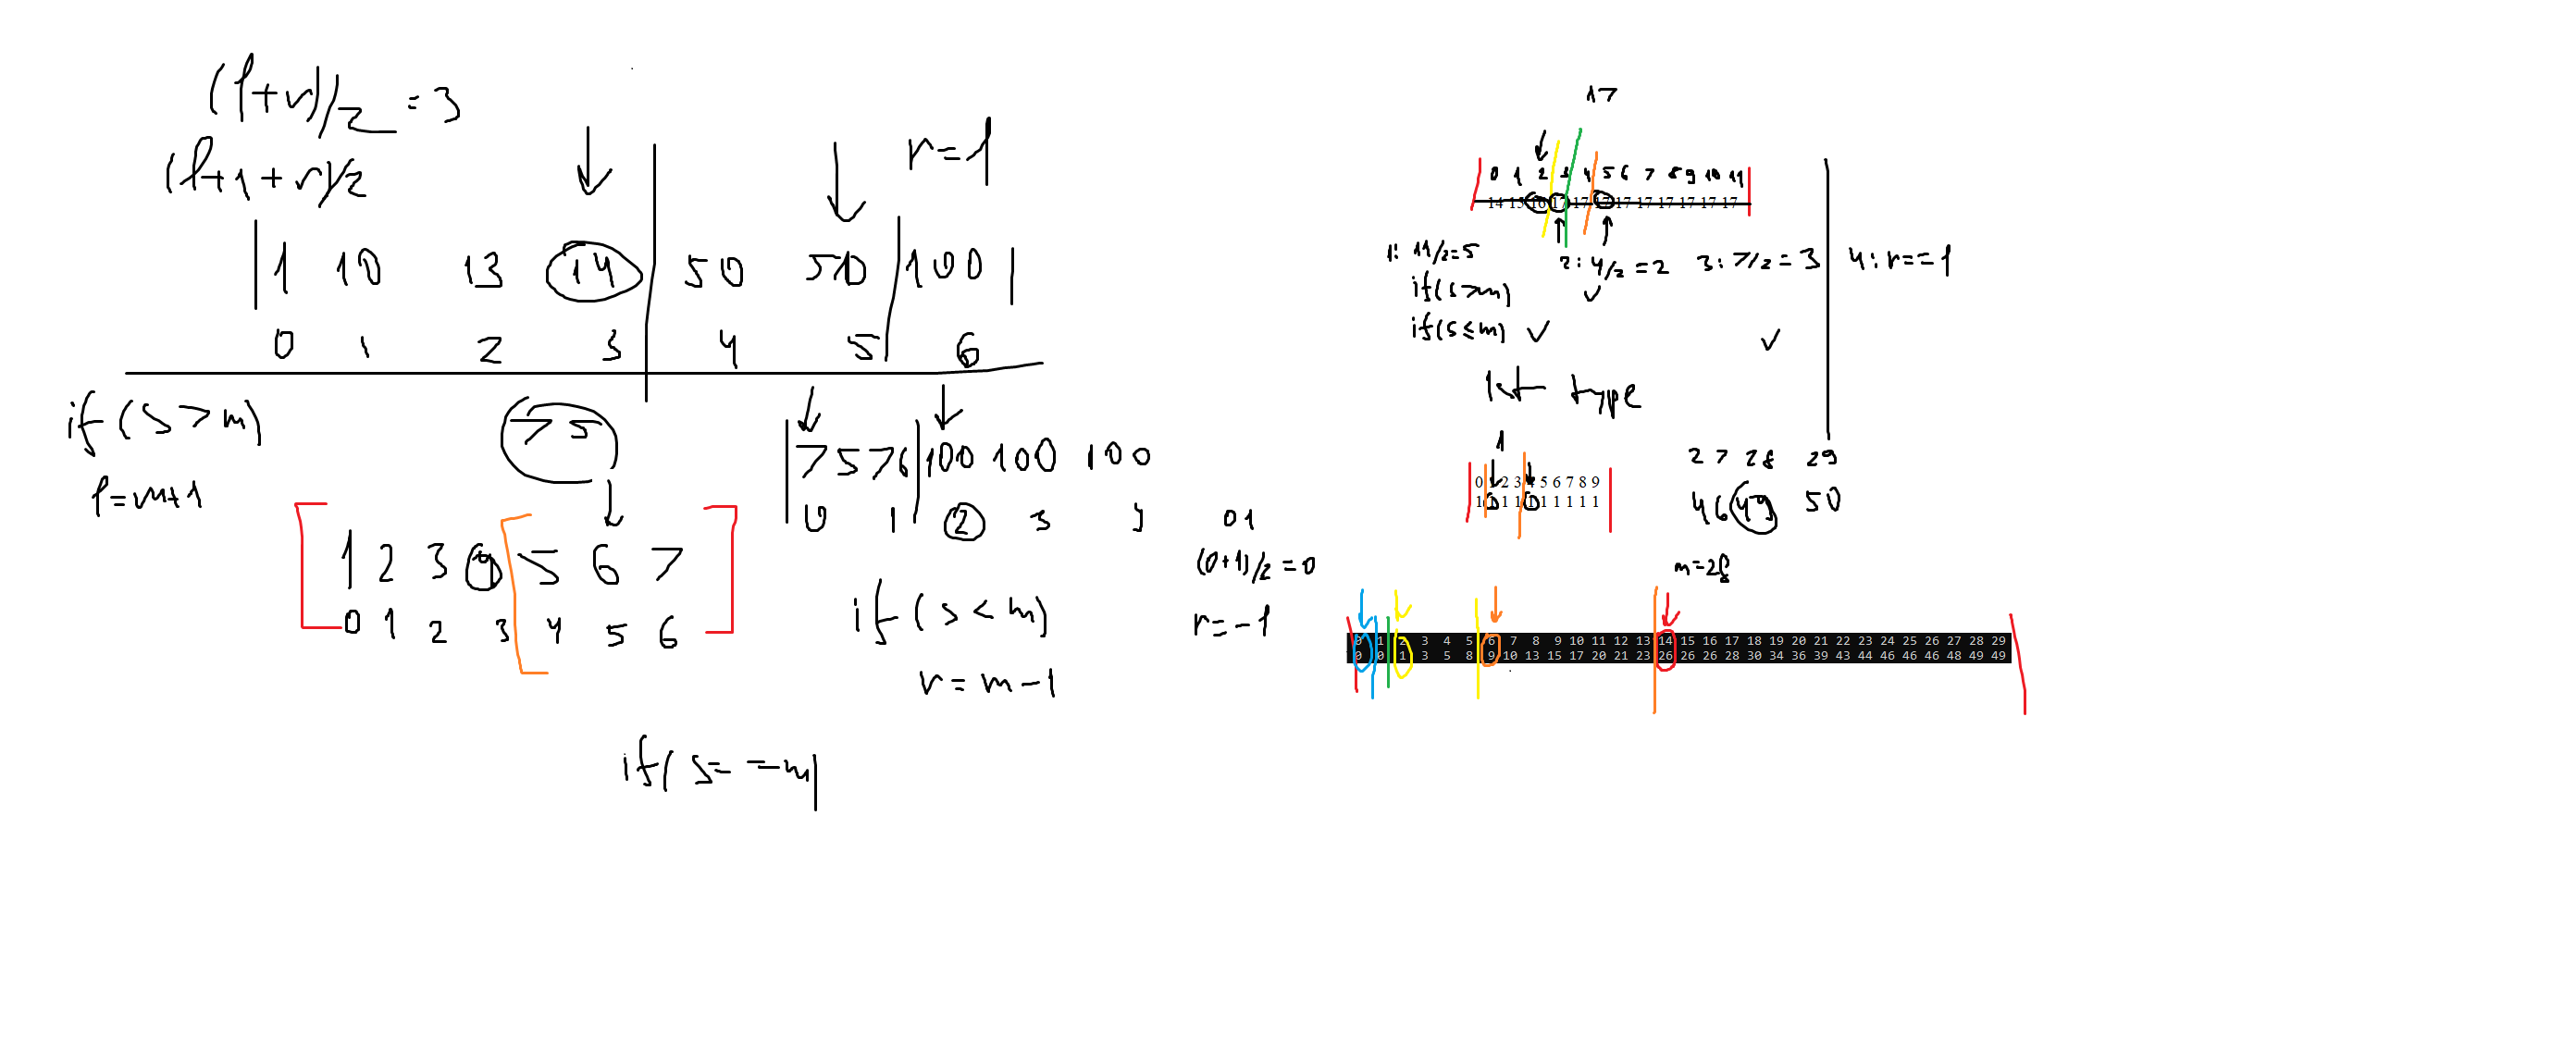 (l+r)/2 = 3
(l+1+r)/2
r=l
1 10 13 14 50 510 100
0 1 2 3 4 5 6
if(s>m)
l=m+1
75
1 2 3 4 5 6 7
0 1 2 3 4 5 6
7 5 76 100 100 100
0 1 2 3
if(s<m)
r=m-1
if(s==m)
0 1
(0+1)/2=0
r=-1
17
0 1 2 3 4 5 6 7 8 9 10 11
14 15 16 17 17 17 17 17 17 17 17 17
1: 11/2=5
if(s>m)
if(s≤m) ✓
2: 4/2=2
✓
3: 7/2=3
✓
4: r==l
1st type
1
0 1 2 3 4 5 6 7 8 9
1 1 1 1 1 1 1 1 1 1
27 28 29
46 49 50
m=28
0 1 2 3 4 5 6 7 8 9 10 11 12 13 14 15 16 17 18 19 20 21 22 23 24 25 26 27 28 29
0 0 1 3 5 8 9 10 13 15 17 20 21 23 26 26 26 28 30 34 36 39 43 44 46 46 46 48 49 49